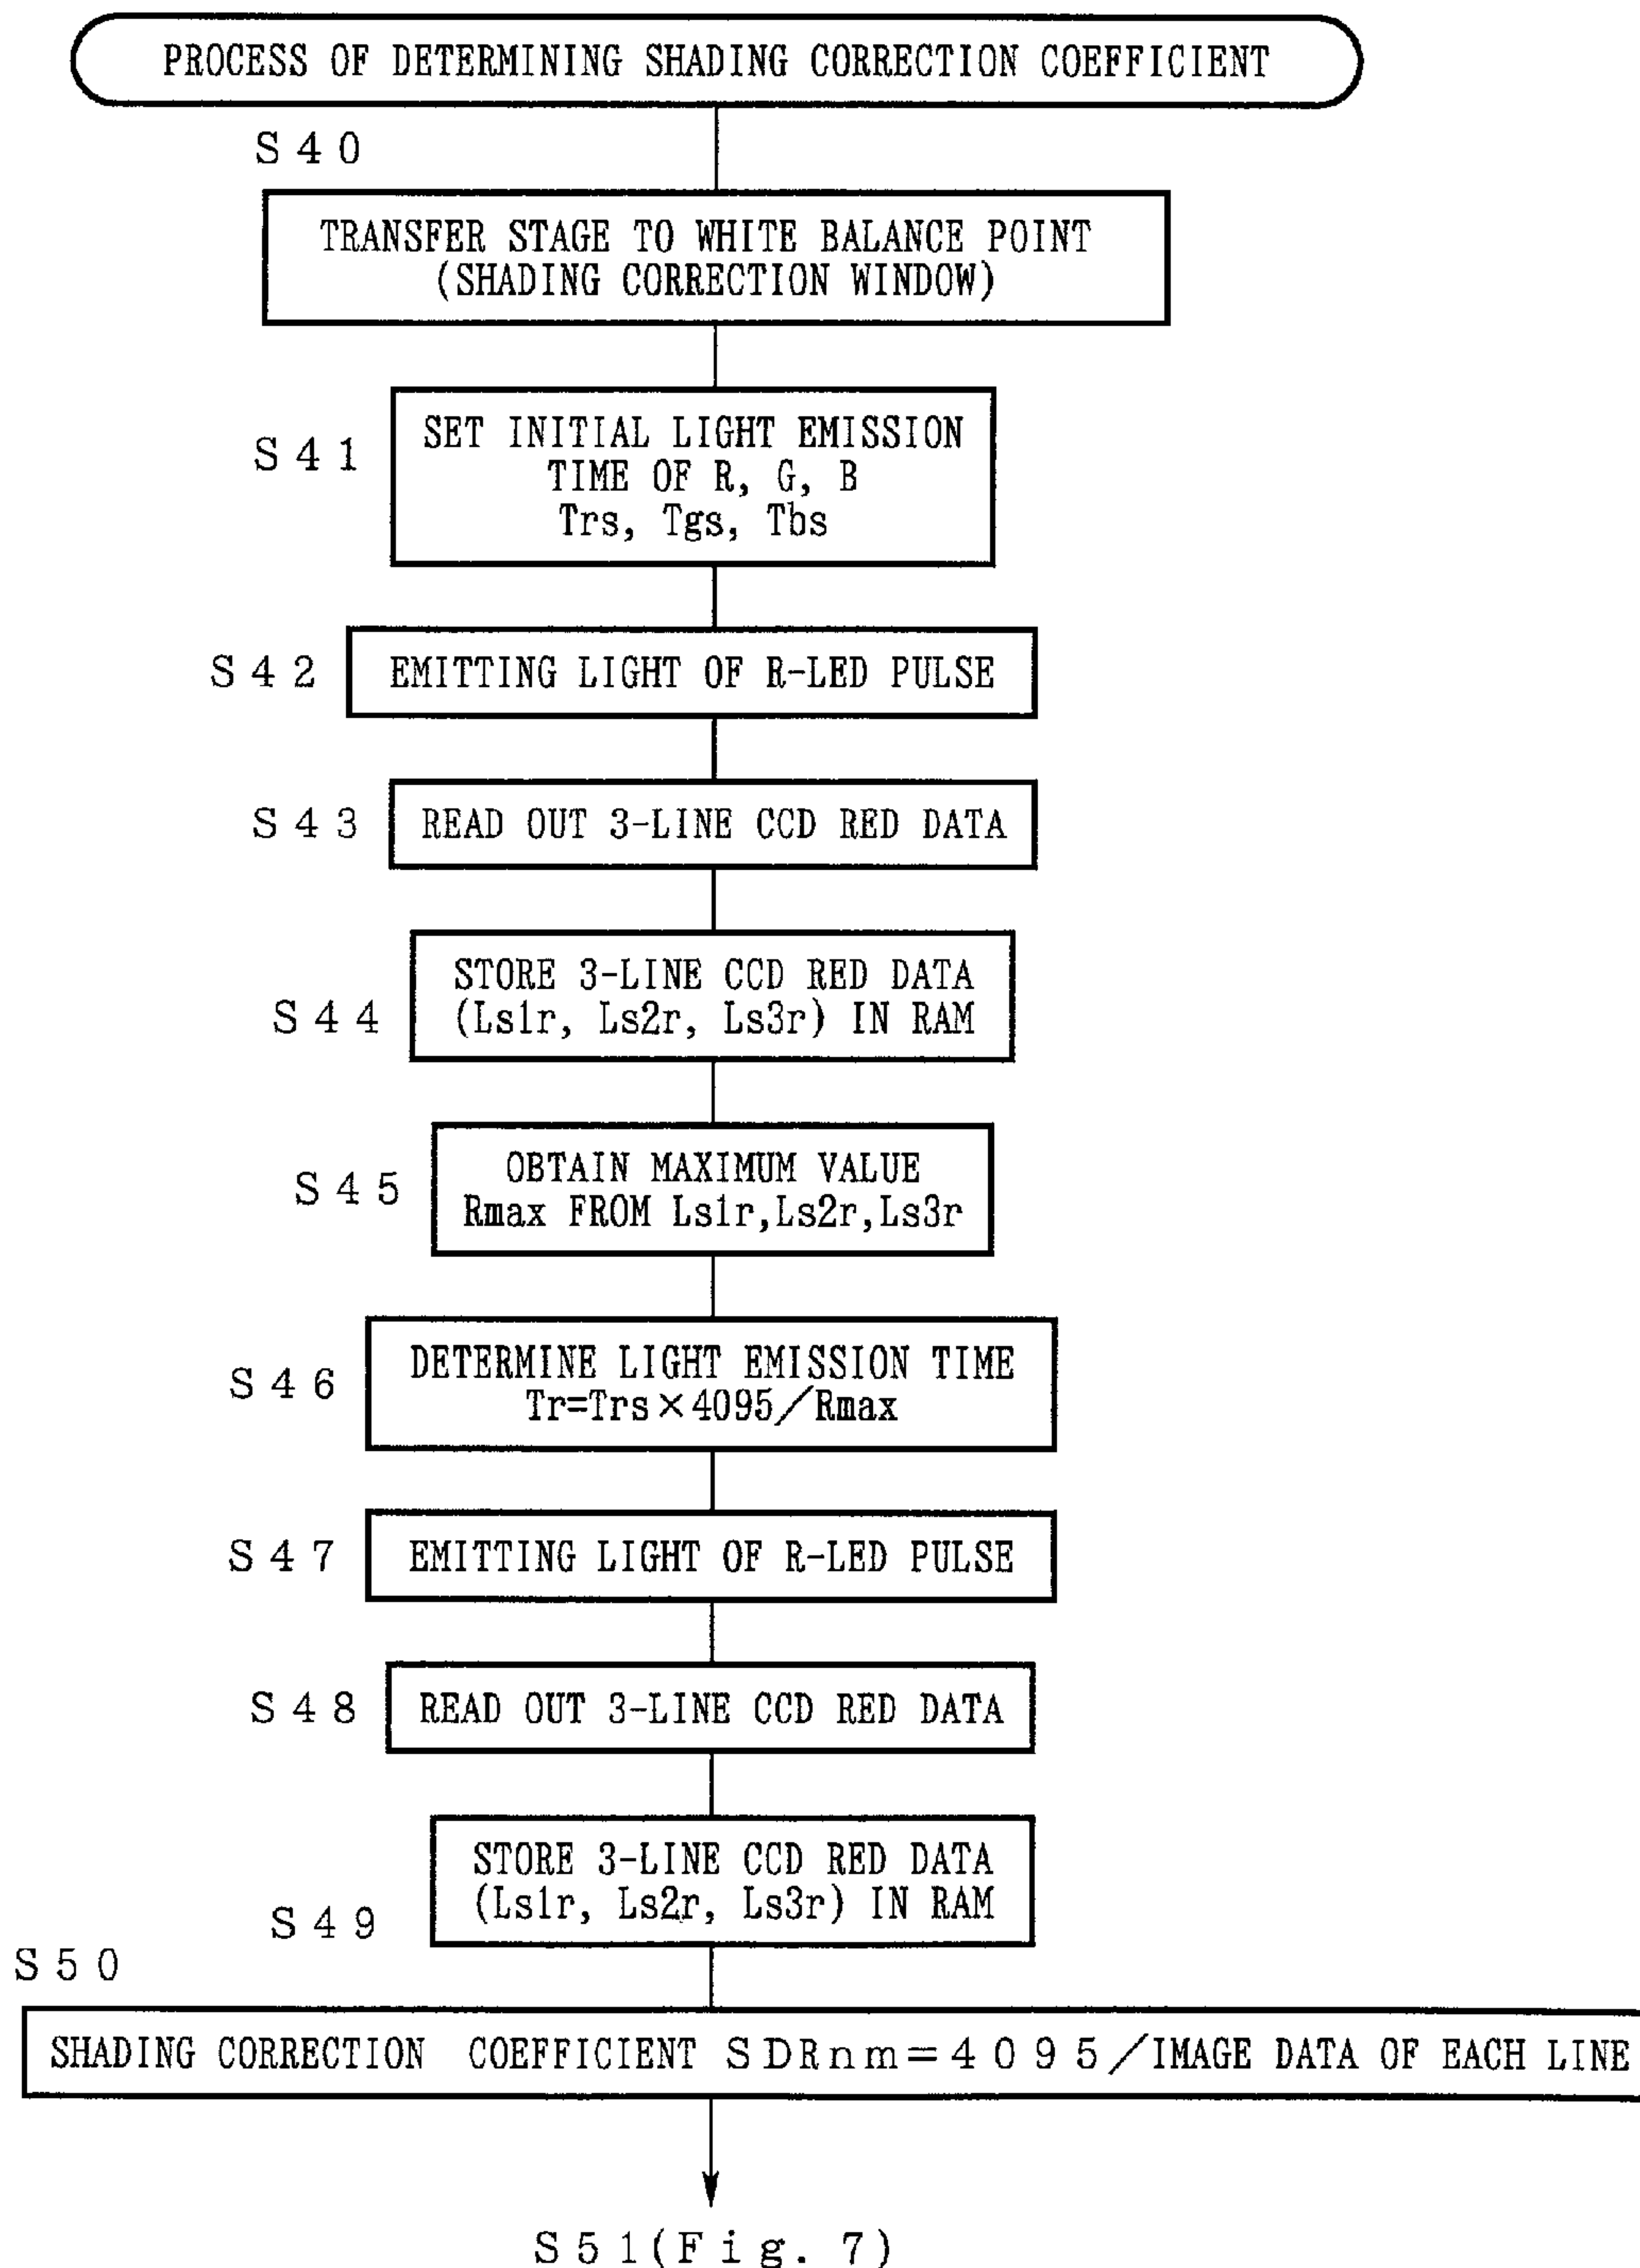 PROCESS OF DETERMINING SHADING CORRECTION COEFFICIENT
S40
TRANSFER STAGE TO WHITE BALANCE POINT
(SHADING CORRECTION WINDOW)
S41
SET INITIAL LIGHT EMISSION
TIME OF R, G, B
Trs, Tgs, Tbs
S42
EMITTING LIGHT OF R-LED PULSE
S43
READ OUT 3-LINE CCD RED DATA
S44
STORE 3-LINE CCD RED DATA
(Ls1r, Ls2r, Ls3r) IN RAM
S45
OBTAIN MAXIMUM VALUE
Rmax FROM Ls1r,Ls2r,Ls3r
S46
DETERMINE LIGHT EMISSION TIME
Tr=Trs×4095/Rmax
S47
EMITTING LIGHT OF R-LED PULSE
S48
READ OUT 3-LINE CCD RED DATA
S49
STORE 3-LINE CCD RED DATA
(Ls1r, Ls2r, Ls3r) IN RAM
S50
SHADING CORRECTION COEFFICIENT SDRnm=4095/IMAGE DATA OF EACH LINE
S51(Fig. 7)